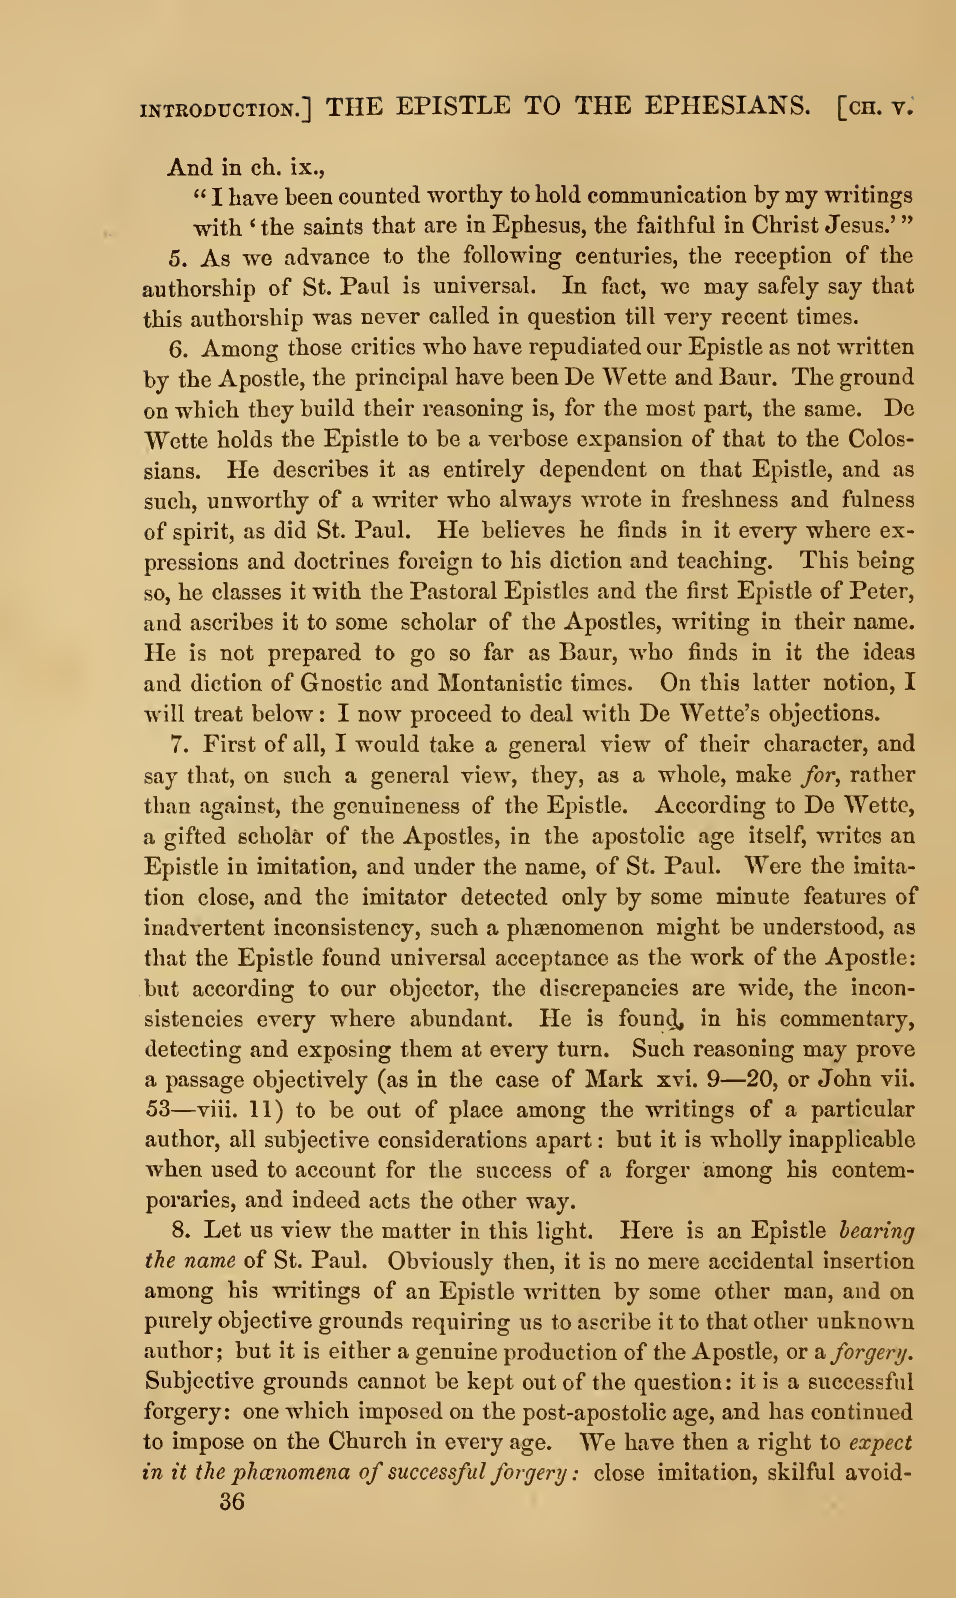 INTRODUCTION.] THE EPISTLE TO THE EPHESIANS. [CH. V.
And in ch. ix.,
“I have been counted worthy to hold communication by my writings
with ‘the saints that are in Ephesus, the faithful in Christ Jesus.’”
5. As we advance to the following centuries, the reception of the
authorship of St. Paul is universal. In fact, we may safely say that
this authorship was never called in question till very recent times.
6. Among those critics who have repudiated our Epistle as not written
by the Apostle, the principal have been De Wette and Baur. The ground
on which they build their reasoning is, for the most part, the same. De
Wette holds the Epistle to be a verbose expansion of that to the Colos-
sians. He describes it as entirely dependent on that Epistle, and as
such, unworthy of a writer who always wrote in freshness and fulness
of spirit, as did St. Paul. He believes he finds in it every where ex-
pressions and doctrines foreign to his diction and teaching. This being
so, he classes it with the Pastoral Epistles and the first Epistle of Peter,
and ascribes it to some scholar of the Apostles, writing in their name.
He is not prepared to go so far as Baur, who finds in it the ideas
and diction of Gnostic and Montanistic times. On this latter notion, I
will treat below: I now proceed to deal with De Wette’s objections.
7. First of all, I would take a general view of their character, and
say that, on such a general view, they, as a whole, make for, rather
than against, the genuineness of the Epistle. According to De Wette,
a gifted scholar of the Apostles, in the apostolic age itself, writes an
Epistle in imitation, and under the name, of St. Paul. Were the imita-
tion close, and the imitator detected only by some minute features of
inadvertent inconsistency, such a phænomenon might be understood, as
that the Epistle found universal acceptance as the work of the Apostle:
but according to our objector, the discrepancies are wide, the incon-
sistencies every where abundant. He is found, in his commentary,
detecting and exposing them at every turn. Such reasoning may prove
a passage objectively (as in the case of Mark xvi. 9—20, or John vii.
53—viii. 11) to be out of place among the writings of a particular
author, all subjective considerations apart: but it is wholly inapplicable
when used to account for the success of a forger among his contem-
poraries, and indeed acts the other way.
8. Let us view the matter in this light. Here is an Epistle bearing
the name of St. Paul. Obviously then, it is no mere accidental insertion
among his writings of an Epistle written by some other man, and on
purely objective grounds requiring us to ascribe it to that other unknown
author; but it is either a genuine production of the Apostle, or a forgery.
Subjective grounds cannot be kept out of the question: it is a successful
forgery: one which imposed on the post-apostolic age, and has continued
to impose on the Church in every age. We have then a right to expect
in it the phœnomena of successful forgery: close imitation, skilful avoid-
36